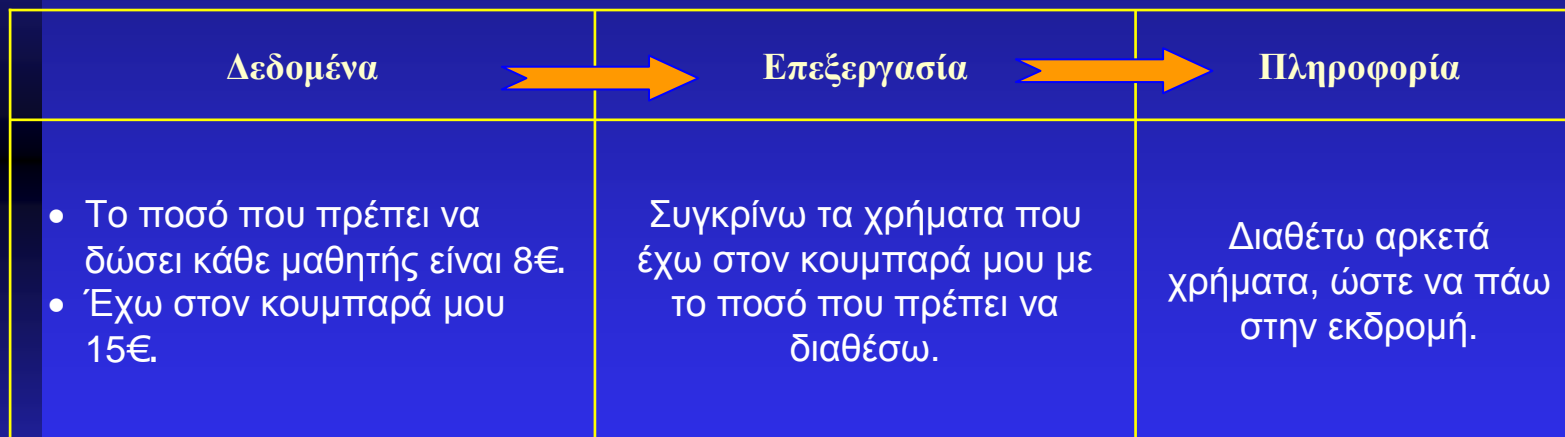 Δεδομένα
Επεξεργασία
Πληροφορία
• Το ποσό που πρέπει να
δώσει κάθε μαθητής είναι 8€.
• Έχω στον κουμπαρά μου
15€.
Συγκρίνω τα χρήματα που
έχω στον κουμπαρά μου με
το ποσό που πρέπει να
διαθέσω.
Διαθέτω αρκετά
χρήματα, ώστε να πάω
στην εκδρομή.